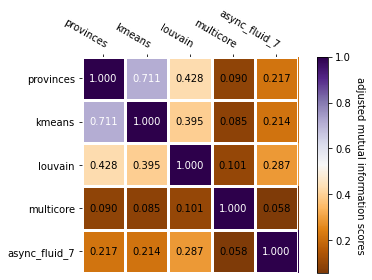 provinces kmeans louvain multicore async_fluid_7
provinces 1.000 0.711 0.428 0.090 0.217
kmeans 0.711 1.000 0.395 0.085 0.214
louvain 0.428 0.395 1.000 0.101 0.287
multicore 0.090 0.085 0.101 1.000 0.058
async_fluid_7 0.217 0.214 0.287 0.058 1.000
1.0
0.8
0.6
0.4
0.2
adjusted mutual information scores